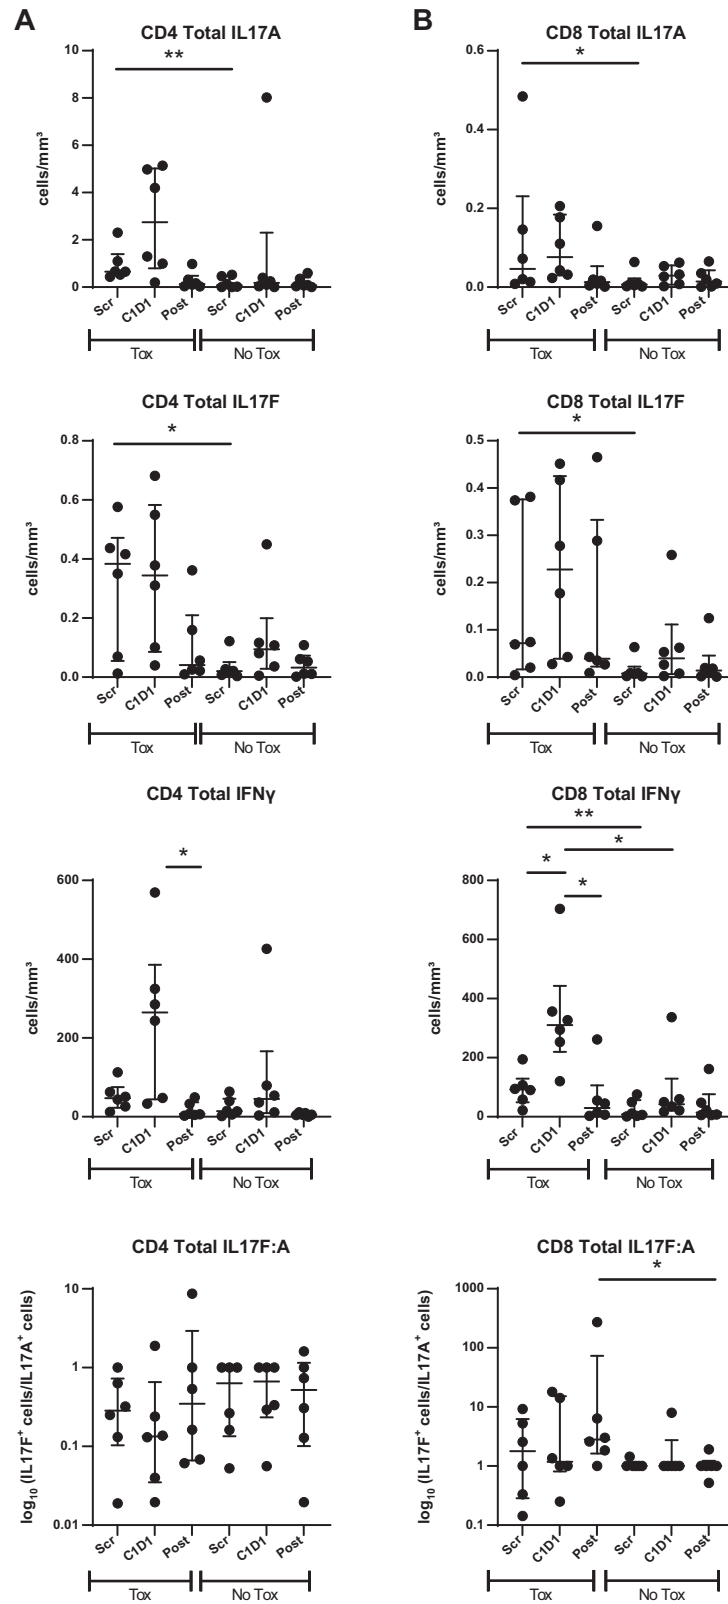 A
CD4 Total IL17A
**
cells/mm³
10
8
6
4
2
0
Scr C1D1 Post Scr C1D1 Post
Tox No Tox
B
CD8 Total IL17A
*
cells/mm³
0.6
0.4
0.2
0.0
Scr C1D1 Post Scr C1D1 Post
Tox No Tox
CD4 Total IL17F
*
cells/mm³
0.8
0.6
0.4
0.2
0.0
Scr C1D1 Post Scr C1D1 Post
Tox No Tox
CD8 Total IL17F
*
cells/mm³
0.5
0.4
0.3
0.2
0.1
0.0
Scr C1D1 Post Scr C1D1 Post
Tox No Tox
CD4 Total IFNγ
*
cells/mm³
600
400
200
0
Scr C1D1 Post Scr C1D1 Post
Tox No Tox
CD8 Total IFNγ
**
*
*
*
cells/mm³
800
600
400
200
0
Scr C1D1 Post Scr C1D1 Post
Tox No Tox
CD4 Total IL17F:A
log₁₀ (IL17F⁺ cells/IL17A⁺ cells)
10
1
0.1
0.01
Scr C1D1 Post Scr C1D1 Post
Tox No Tox
CD8 Total IL17F:A
*
log₁₀ (IL17F⁺ cells/IL17A⁺ cells)
1000
100
10
1
0.1
Scr C1D1 Post Scr C1D1 Post
Tox No Tox